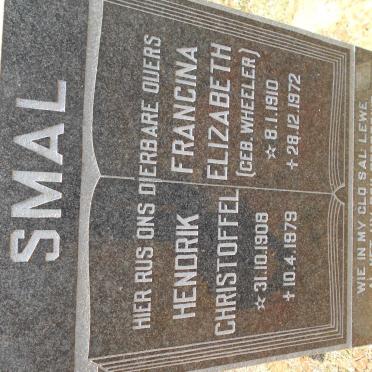 SMAL
HIER RUS ONS DIERBARE OUERS
HENDRIK
CHRISTOFFEL
☆ 31.10.1908
+ 10.4.1979
FRANCINA
ELIZABETH
(GEB. WHEELER)
☆ 8.1.1910
+ 28.12.1972
WIE IN MY GLO SAL LEWE